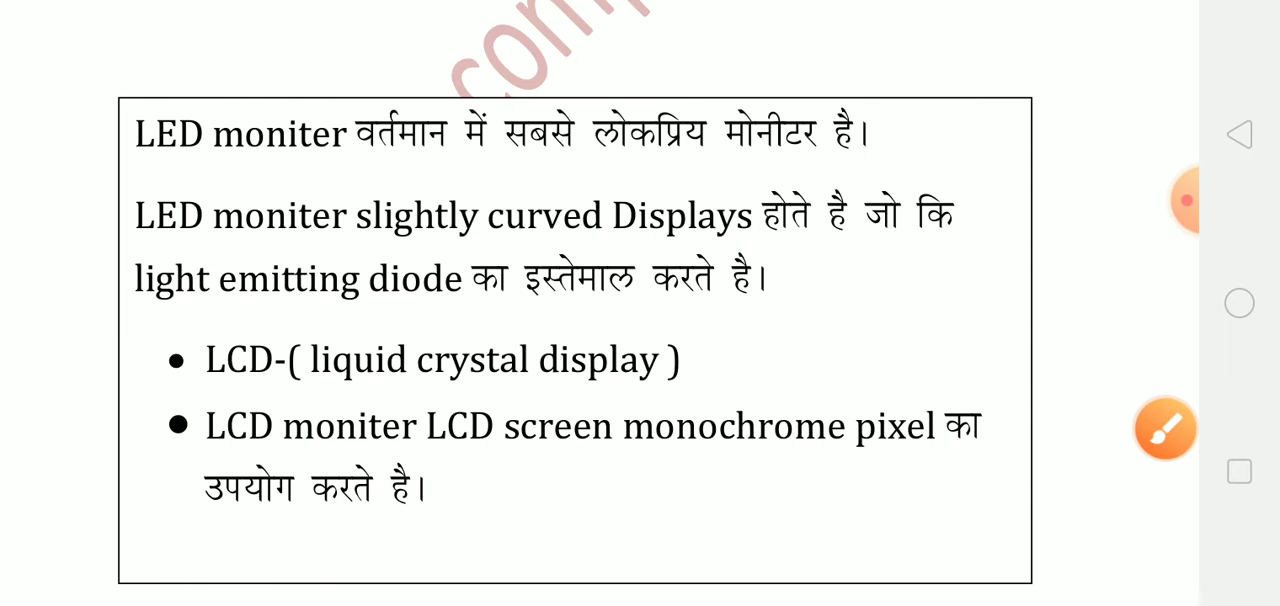 com
LED moniter वर्तमान में सबसे लोकप्रिय मोनीटर है।
LED moniter slightly curved Displays होते है जो कि
light emitting diode का इस्तेमाल करते है।
• LCD-( liquid crystal display )
• LCD moniter LCD screen monochrome pixel का
उपयोग करते है।